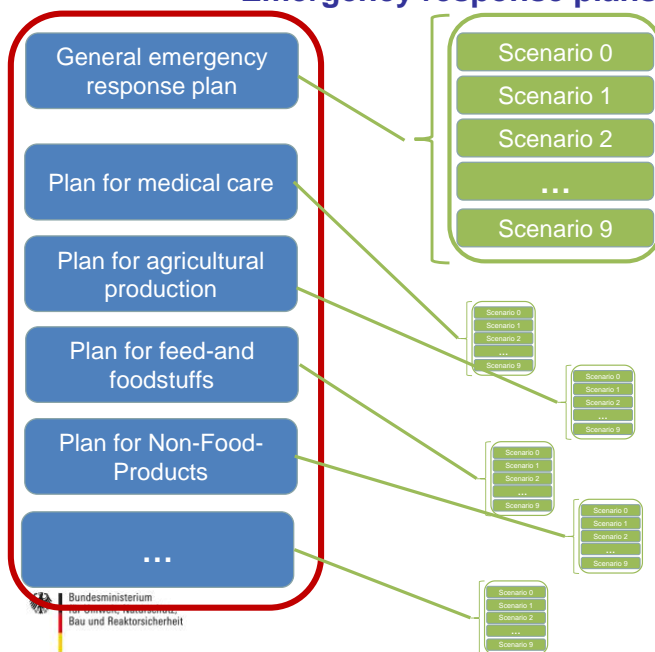 Emergency response plans
General emergency
response plan
Plan for medical care
Plan for agricultural
production
Plan for feed-and
foodstuffs
Plan for Non-Food-
Products
...
Scenario 0
Scenario 1
Scenario 2
...
Scenario 9
Scenario 0
Scenario 1
Scenario 2
...
Scenario 9
Scenario 0
Scenario 1
Scenario 2
...
Scenario 9
Scenario 0
Scenario 1
Scenario 2
...
Scenario 9
Scenario 0
Scenario 1
Scenario 2
...
Scenario 9
Scenario 0
Scenario 1
Scenario 2
...
Scenario 9
Bundesministerium
für Umwelt, Naturschutz,
Bau und Reaktorsicherheit